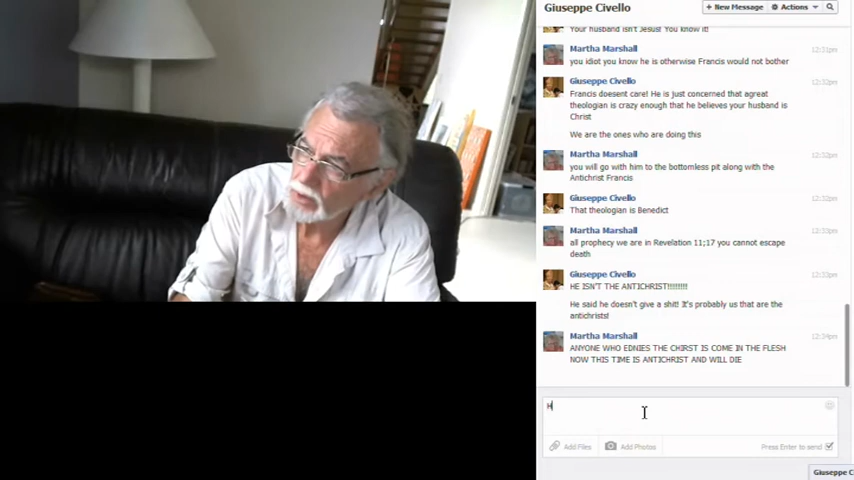 Giuseppe Civello
+ New Message
Actions
Your husband isn't Jesus! You know it!
Martha Marshall
12:31pm
you idiot you know he is otherwise Francis would not bother
Giuseppe Civello
12:32pm
Francis doesent care! He is just concerned that agreat
theologian is crazy enough that he believes your husband is
Christ
We are the ones who are doing this
Martha Marshall
12:32pm
you will go with him to the bottomless pit along with the
Antichrist Francis
Giuseppe Civello
12:32pm
That theologian is Benedict
Martha Marshall
12:33pm
all prophecy we are in Revelation 11;17 you cannot escape
death
Giuseppe Civello
12:33pm
HE ISN'T THE ANTICHRIST!!!!!!!!!
He said he doesn't give a shit! It's probably us that are the
antichrists!
Martha Marshall
12:34pm
ANYONE WHO EDNIES THE CHIRST IS COME IN THE FLESH
NOW THIS TIME IS ANTICHRIST AND WILL DIE
H
Add Files
Add Photos
Press Enter to send
Giuseppe C